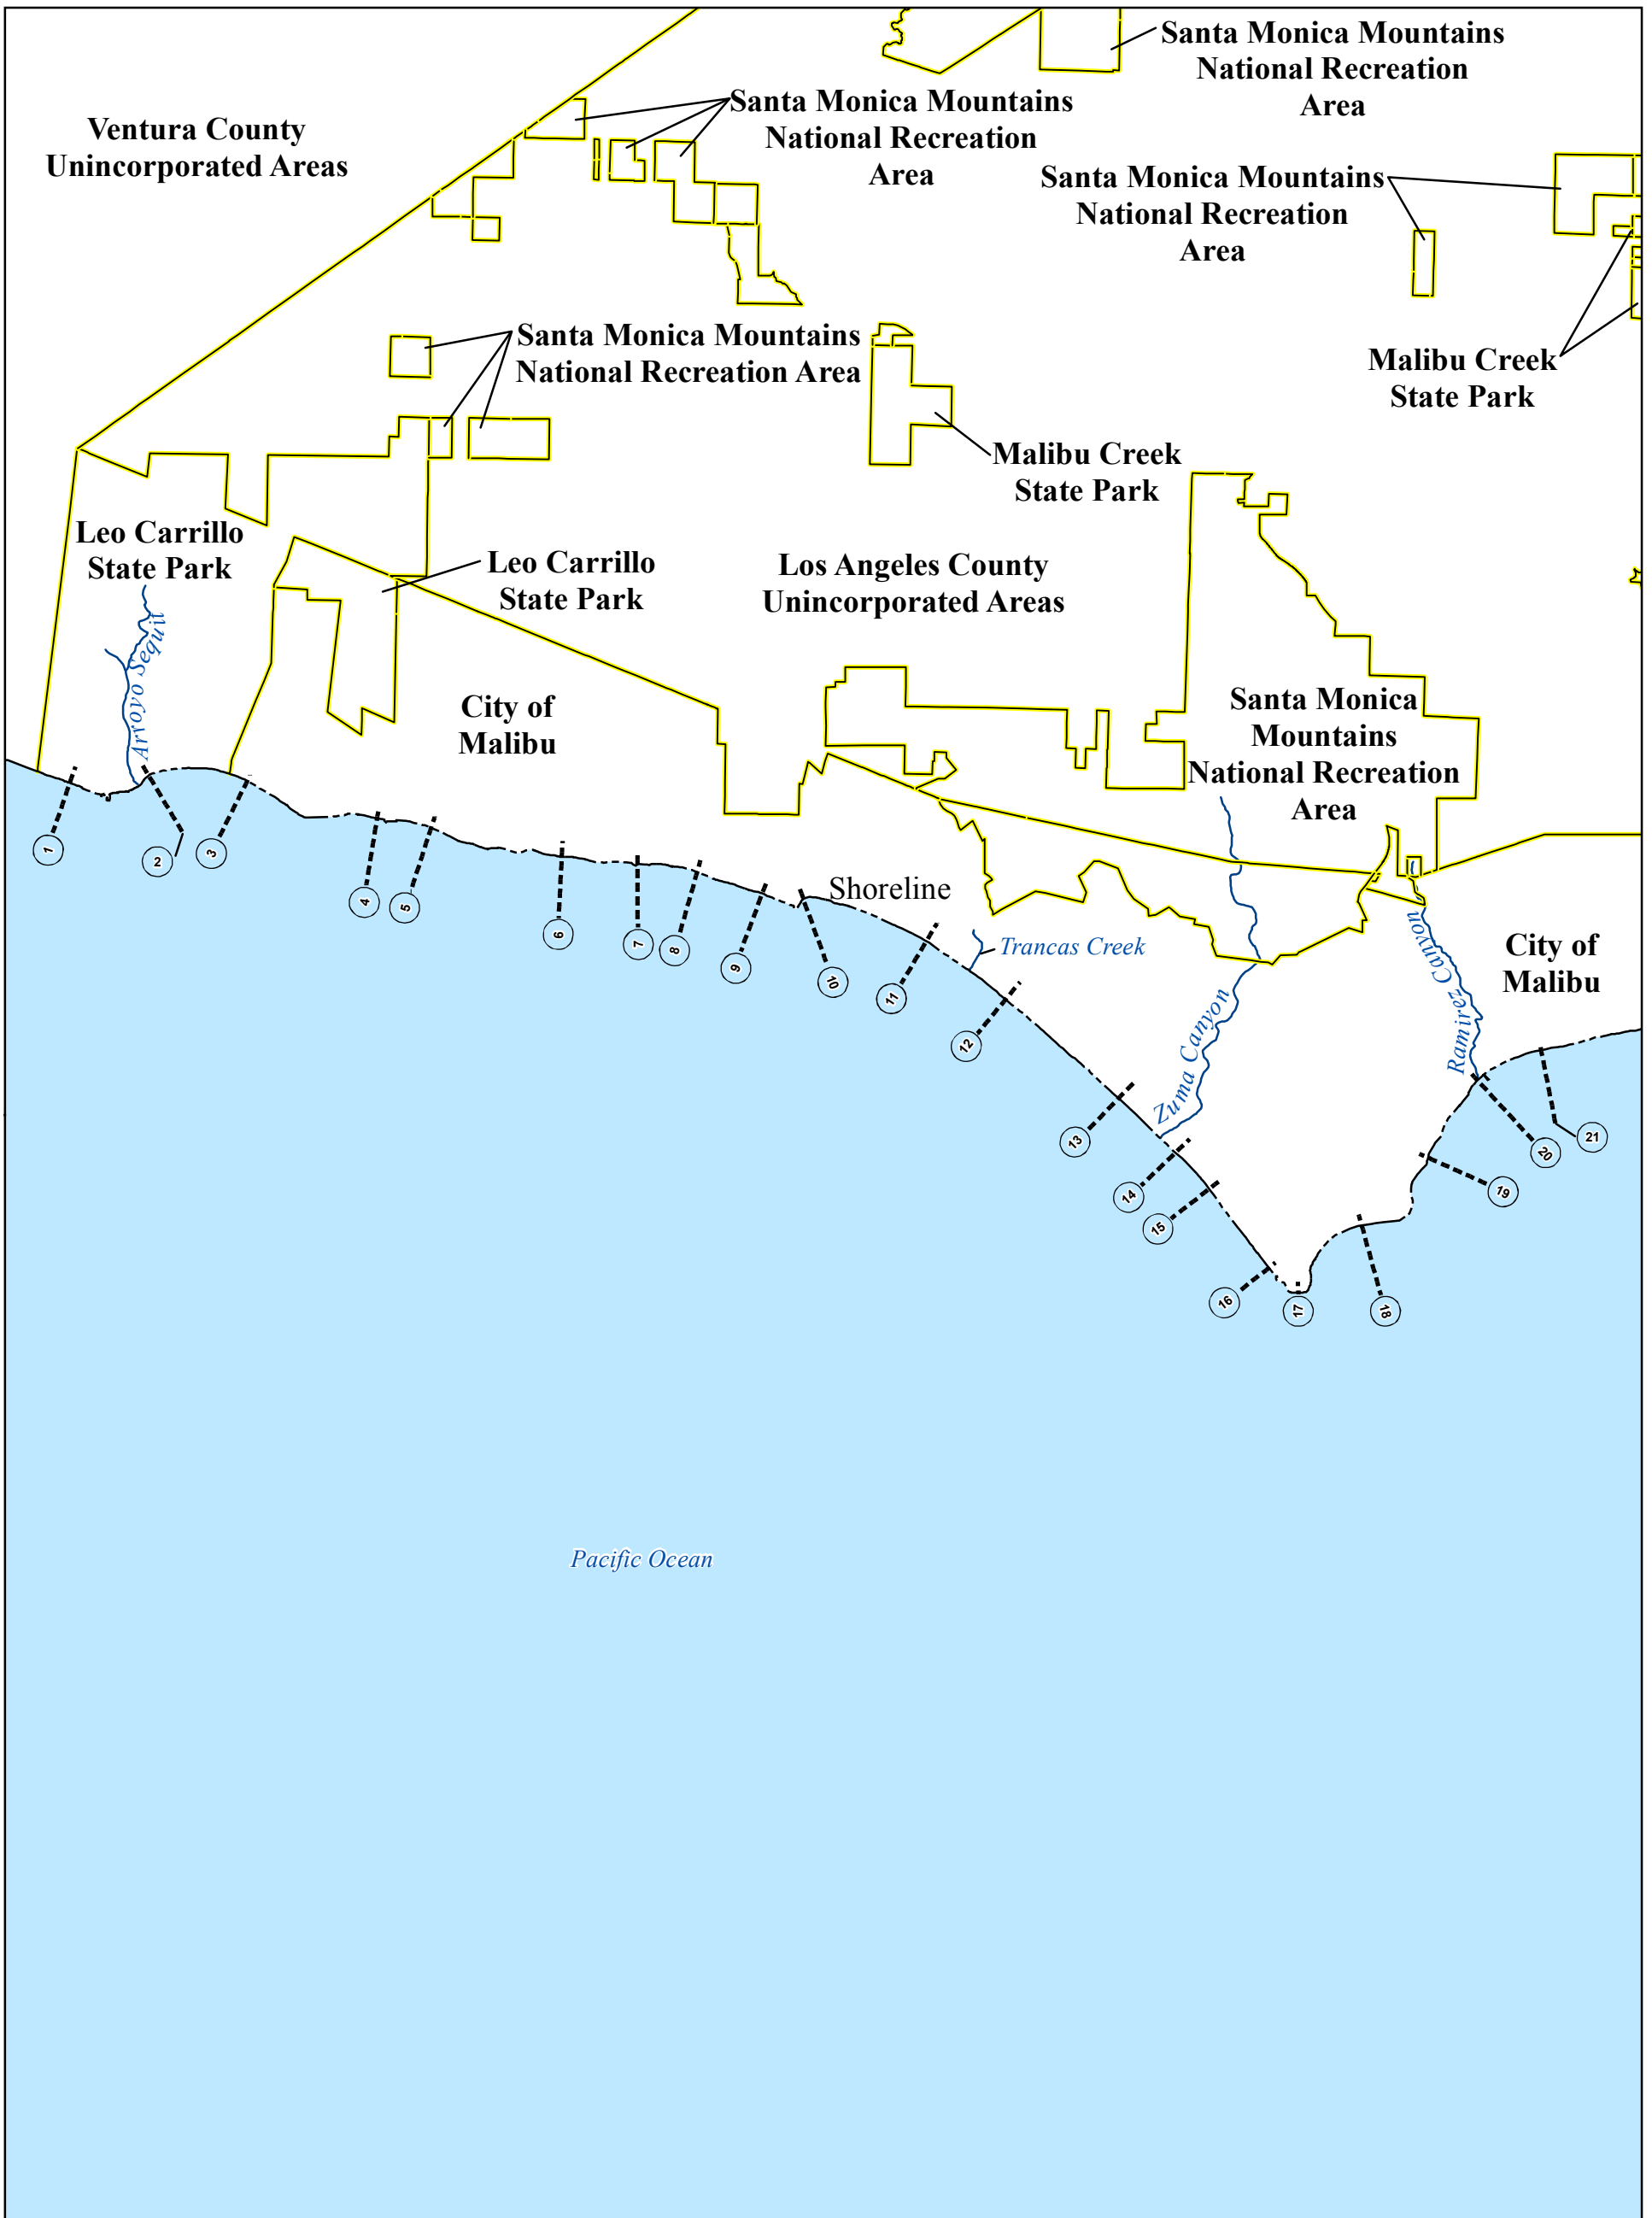 Santa Monica Mountains
National Recreation
Area
Santa Monica Mountains
National Recreation
Area
Ventura County
Unincorporated Areas
Santa Monica Mountains
National Recreation
Area
Santa Monica Mountains
National Recreation Area
Malibu Creek
State Park
Malibu Creek
State Park
Leo Carrillo
State Park
Leo Carrillo
State Park
Los Angeles County
Unincorporated Areas
Arroyo Sequit
City of
Malibu
Santa Monica
Mountains
National Recreation
Area
Shoreline
Trancas Creek
Zuma Canyon
Ramirez Canyon
City of
Malibu
1
2
3
4
5
6
7
8
9
10
11
12
13
14
15
16
17
18
19
20
21
Pacific Ocean